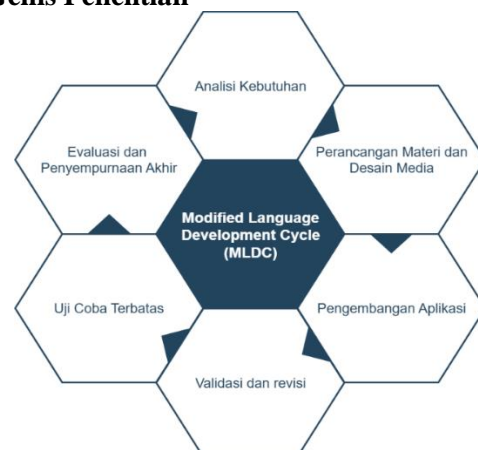 Jenis Penelitian
Analisi Kebutuhan
Evaluasi dan
Penyempurnaan Akhir
Perancangan Materi dan
Desain Media
Modified Language
Development Cycle
(MLDC)
Uji Coba Terbatas
Pengembangan Aplikasi
Validasi dan revisi